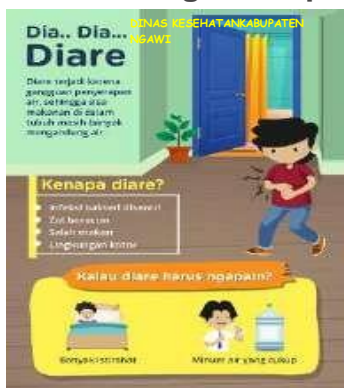 DINAS KESEHATANKABUPATEN
NGAWI
Dia.. Dia...
Diare
Diare terjadi karena
gangguan penyerapan
air, sehingga sisa
makanan di dalam
tubuh masih banyak
mengandung air
Kenapa diare?
Infeksi bakteri
Zat beracun
Salah makan
Lingkungan kotor
Kalau diare harus ngapain?
Banyak istirahat
Minum air yang cukup